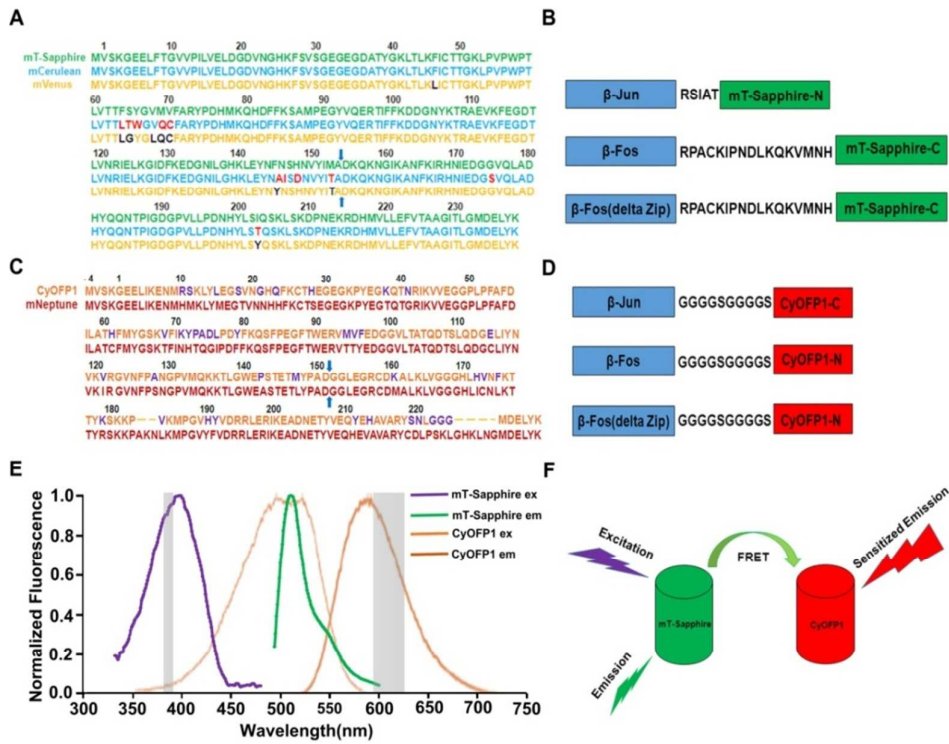 A
1 10 20 30 40 50
mT-Sapphire MVSKGEELFTGVVPILVELDGDVNGHKFSVSGEGEGDATYGKLTLKFICTTGKLPVPWPT
mCerulean MVSKGEELFTGVVPILVELDGDVNGHKFSVSGEGEGDATYGKLTLKFICTTGKLPVPWPT
mVenus MVSKGEELFTGVVPILVELDGDVNGHKFSVSGEGEGDATYGKLTLKLICTTGKLPVPWPT
60 70 80 90 100 110
LVTTFSYGVMVFARYPDHMKQHDFFKSAMPEGYVQERTIFFKDDGNYKTRAEVKFEGDT
LVTTLTWGVQCFARYPDHMKQHDFFKSAMPEGYVQERTIFFKDDGNYKTRAEVKFEGDT
LVTTLGYGLQCFARYPDHMKQHDFFKSAMPEGYVQERTIFFKDDGNYKTRAEVKFEGDT
120 130 140 150 160 170 180
LVNRIELKGIDFKEDGNILGHKLEYNFNSHNVYIMADKQKNGIKANFKIRHNIEDGGVQLAD
LVNRIELKGIDFKEDGNILGHKLEYNAISDNVYITADKQKNGIKANFKIRHNIEDGSVQLAD
LVNRIELKGIDFKEDGNILGHKLEYNYNSHNVYITADKQKNGIKANFKIRHNIEDGGVQLAD
190 200 210 220 230
HYQQNTPIGDGPVLLPDNHYLSIQSKLSKDPNEKRDHMVLLEFVTAAGITLGMDELYK
HYQQNTPIGDGPVLLPDNHYLSTQSKLSKDPNEKRDHMVLLEFVTAAGITLGMDELYK
HYQQNTPIGDGPVLLPDNHYLSYQSKLSKDPNEKRDHMVLLEFVTAAGITLGMDELYK
B
β-Jun RSIAT mT-Sapphire-N
β-Fos RPACKIPNDLKQKVMNH mT-Sapphire-C
β-Fos(delta Zip) RPACKIPNDLKQKVMNH mT-Sapphire-C
C
-4 1 10 20 30 40 50
CyOFP1 MVSKGEELIKENMRSKLYLEGSVNGHQFKCTHEGEGKPYEGKQTNRIKVVEGGPLPFAFD
mNeptune MVSKGEELIKENMHMKLYMEGTVNNHHFKCTSEGEGKPYEGTQTGRIKVVEGGPLPFAFD
60 70 80 90 100 110
ILATHFMYGSKVFIKYPADLPDYFKQSFPEGFTWERVMVFEDGGVLTATQDTSLQDGELIYN
ILATCFMYGSKTFINHTQGIPDFFKQSFPEGFTWERVTTYEDGGVLTATQDTSLQDGCLIYN
120 130 140 150 160 170
VKVRGVNFPANGPVMQKKTLGWEPSTETMYPADGGLEGRCDKALKLVGGGHLHVNFKT
VKIRGVNFPSNGPVMQKKTLGWEASTETLYPADGGLEGRCDMALKLVGGGHLICNLKT
180 190 200 210 220
TYKSKKP---VKMPGVHYVDRRLERIKEADNETYVEQYEHAVARYSNLGGG-----MDELYK
TYRSKKPAKNLKMPGVYFVDRRLERIKEADNETYVEQHEVAVARYCDLPSKLGHKLNGMDELYK
D
β-Jun GGGGSGGGGS CyOFP1-C
β-Fos GGGGSGGGGS CyOFP1-N
β-Fos(delta Zip) GGGGSGGGGS CyOFP1-N
E
Normalized Fluorescence
1.0
0.8
0.6
0.4
0.2
0.0
300 350 400 450 500 550 600 650 700 750
Wavelength(nm)
mT-Sapphire ex
mT-Sapphire em
CyOFP1 ex
CyOFP1 em
F
Excitation
FRET
Sensitized Emission
mT-Sapphire
CyOFP1
Emission